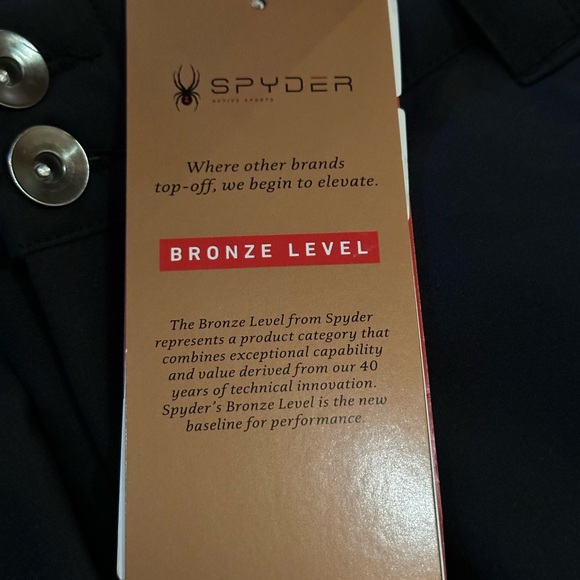 SPYDER
ACTIVE SPORTS
Where other brands
top-off, we begin to elevate.
BRONZE LEVEL
The Bronze Level from Spyder
represents a product category that
combines exceptional capability
and value derived from our 40
years of technical innovation.
Spyder's Bronze Level is the new
baseline for performance.